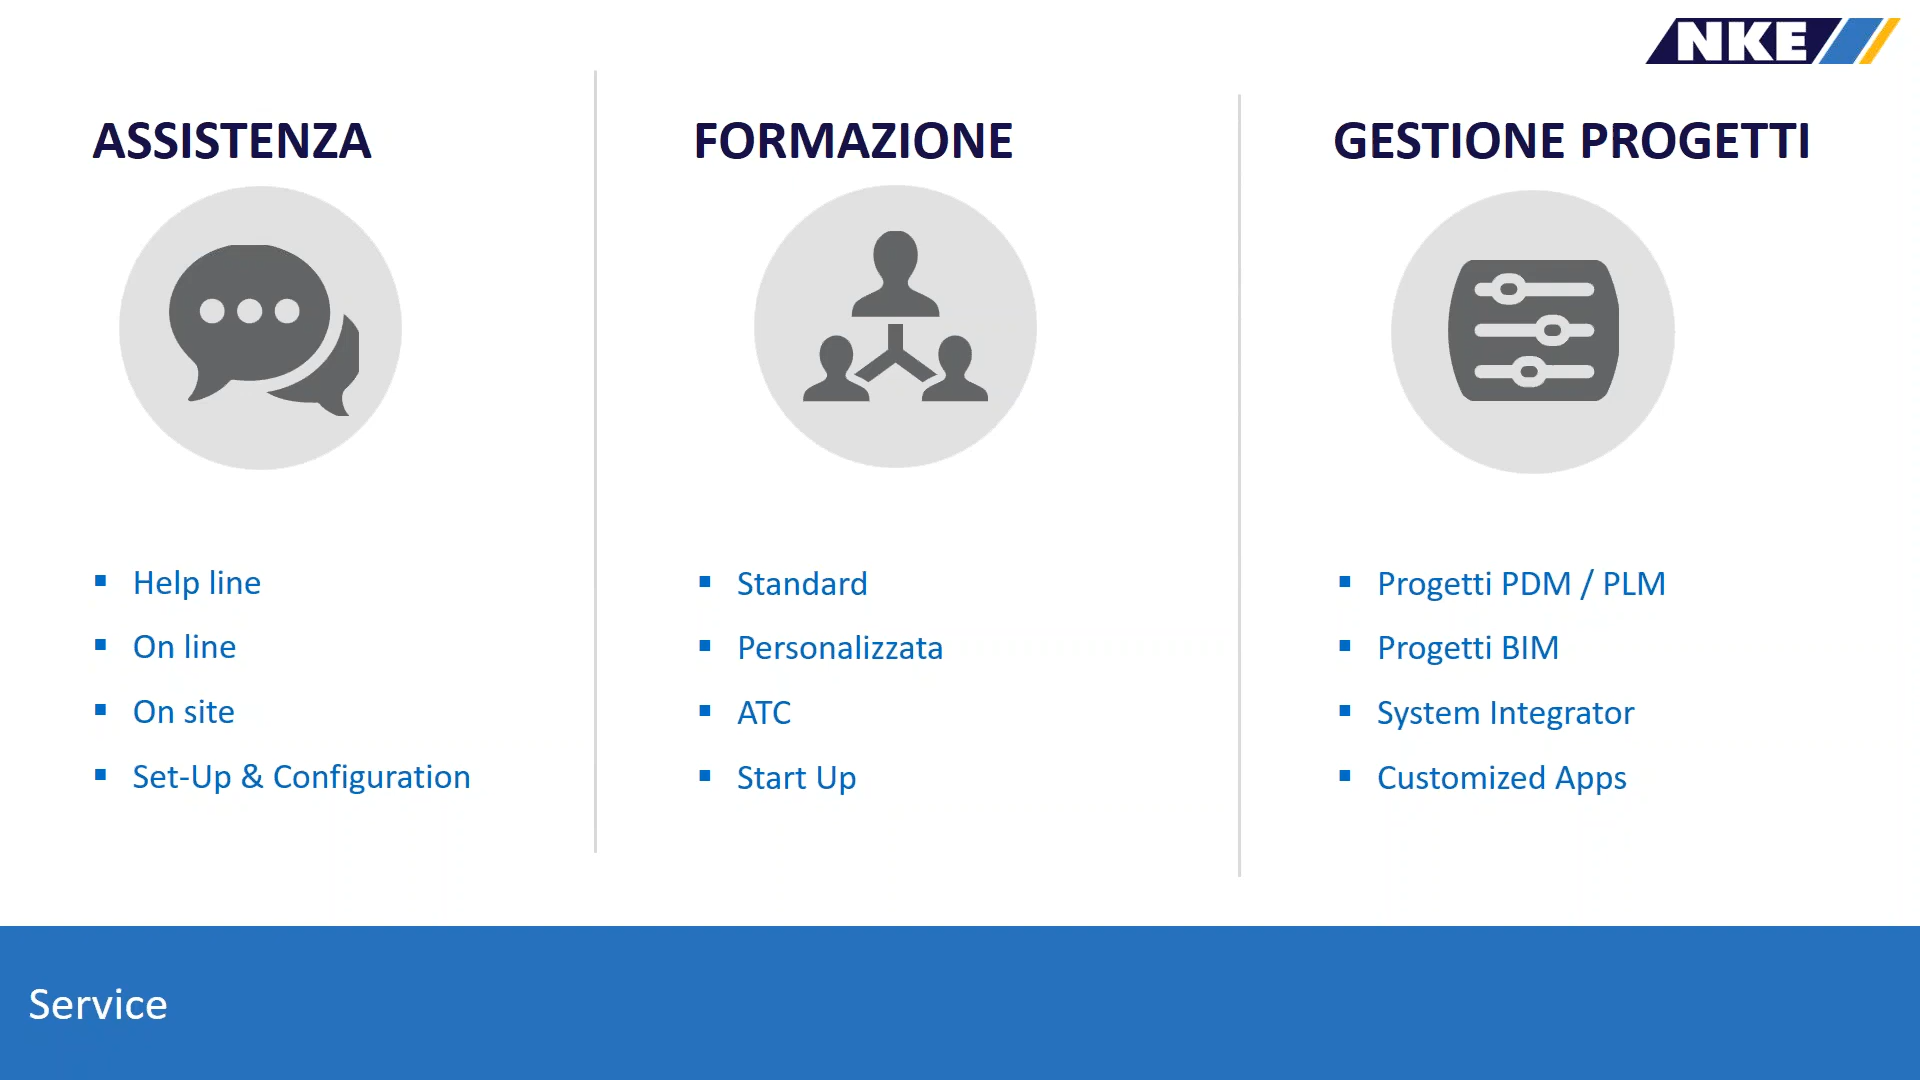 NKE
ASSISTENZA
Help line
On line
On site
Set-Up & Configuration
FORMAZIONE
Standard
Personalizzata
ATC
Start Up
GESTIONE PROGETTI
Progetti PDM / PLM
Progetti BIM
System Integrator
Customized Apps
Service